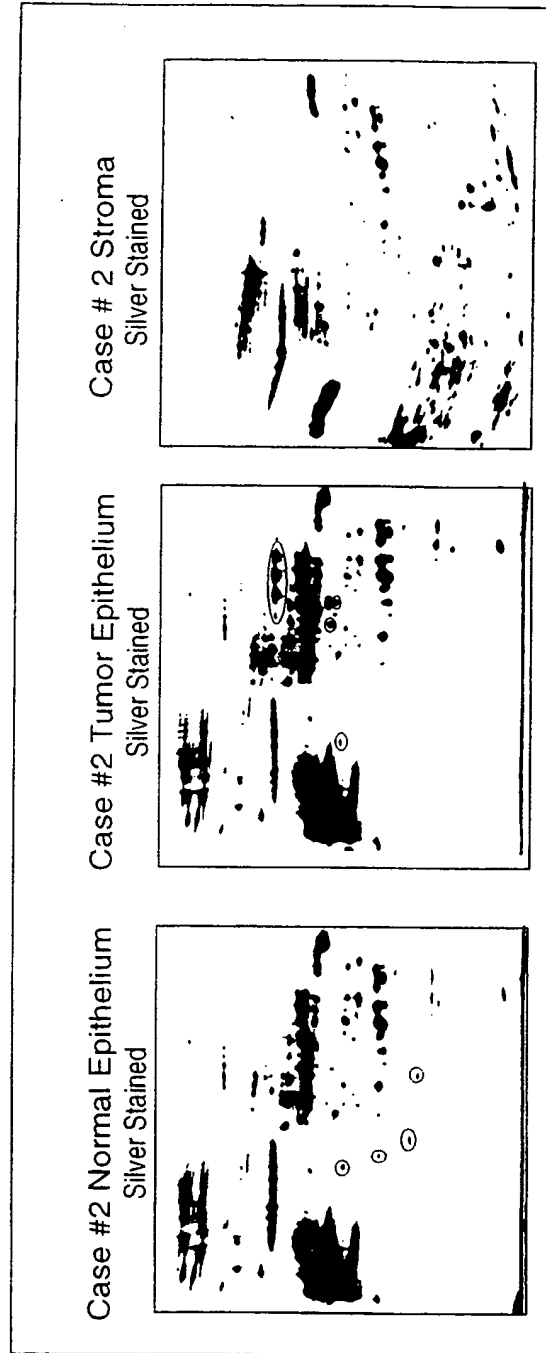 Case #2 Normal Epithelium
Silver Stained
Case #2 Tumor Epithelium
Silver Stained
Case # 2 Stroma
Silver Stained